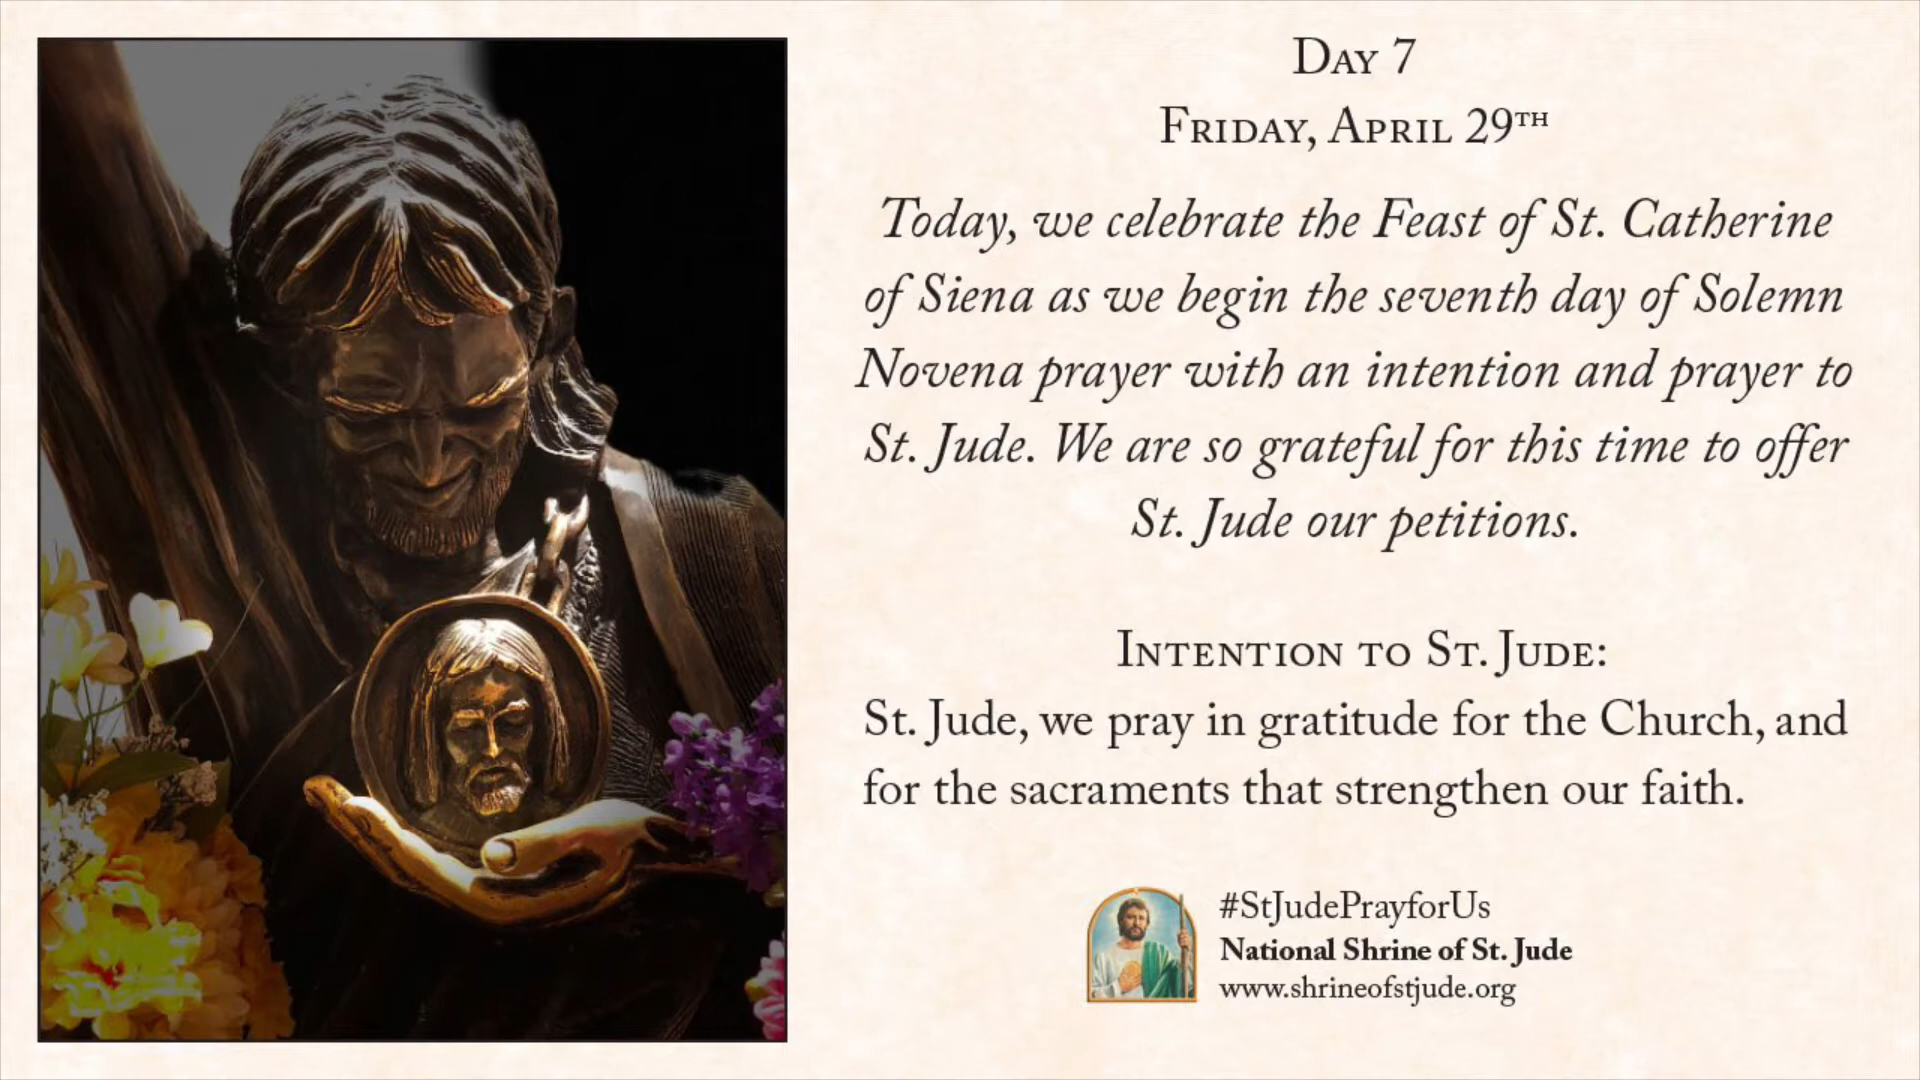 Day 7
Friday, April 29th
Today, we celebrate the Feast of St. Catherine
of Siena as we begin the seventh day of Solemn
Novena prayer with an intention and prayer to
St. Jude. We are so grateful for this time to offer
St. Jude our petitions.
Intention to St. Jude:
St. Jude, we pray in gratitude for the Church, and
for the sacraments that strengthen our faith.
#StJudePrayforUs
National Shrine of St. Jude
www.shrineofstjude.org